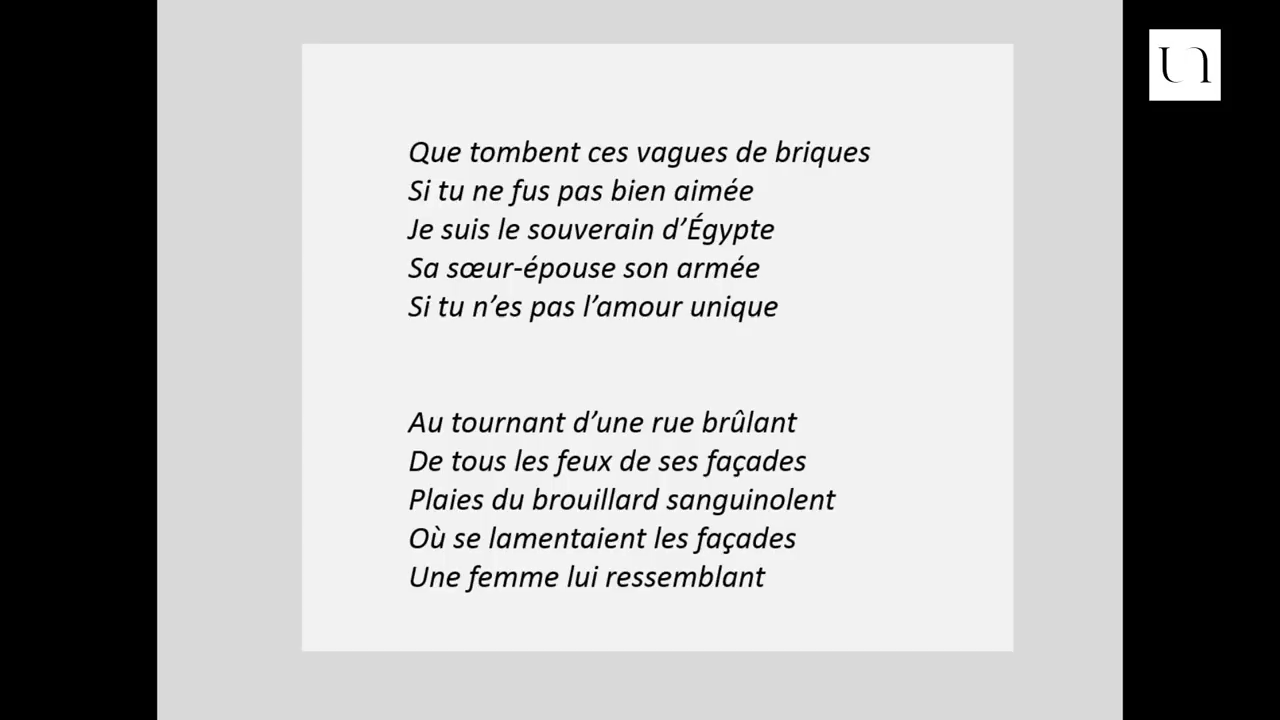 Que tombent ces vagues de briques
Si tu ne fus pas bien aimée
Je suis le souverain d’Égypte
Sa sœur-épouse son armée
Si tu n’es pas l’amour unique
Au tournant d’une rue brûlant
De tous les feux de ses façades
Plaies du brouillard sanguinolent
Où se lamentaient les façades
Une femme lui ressemblant